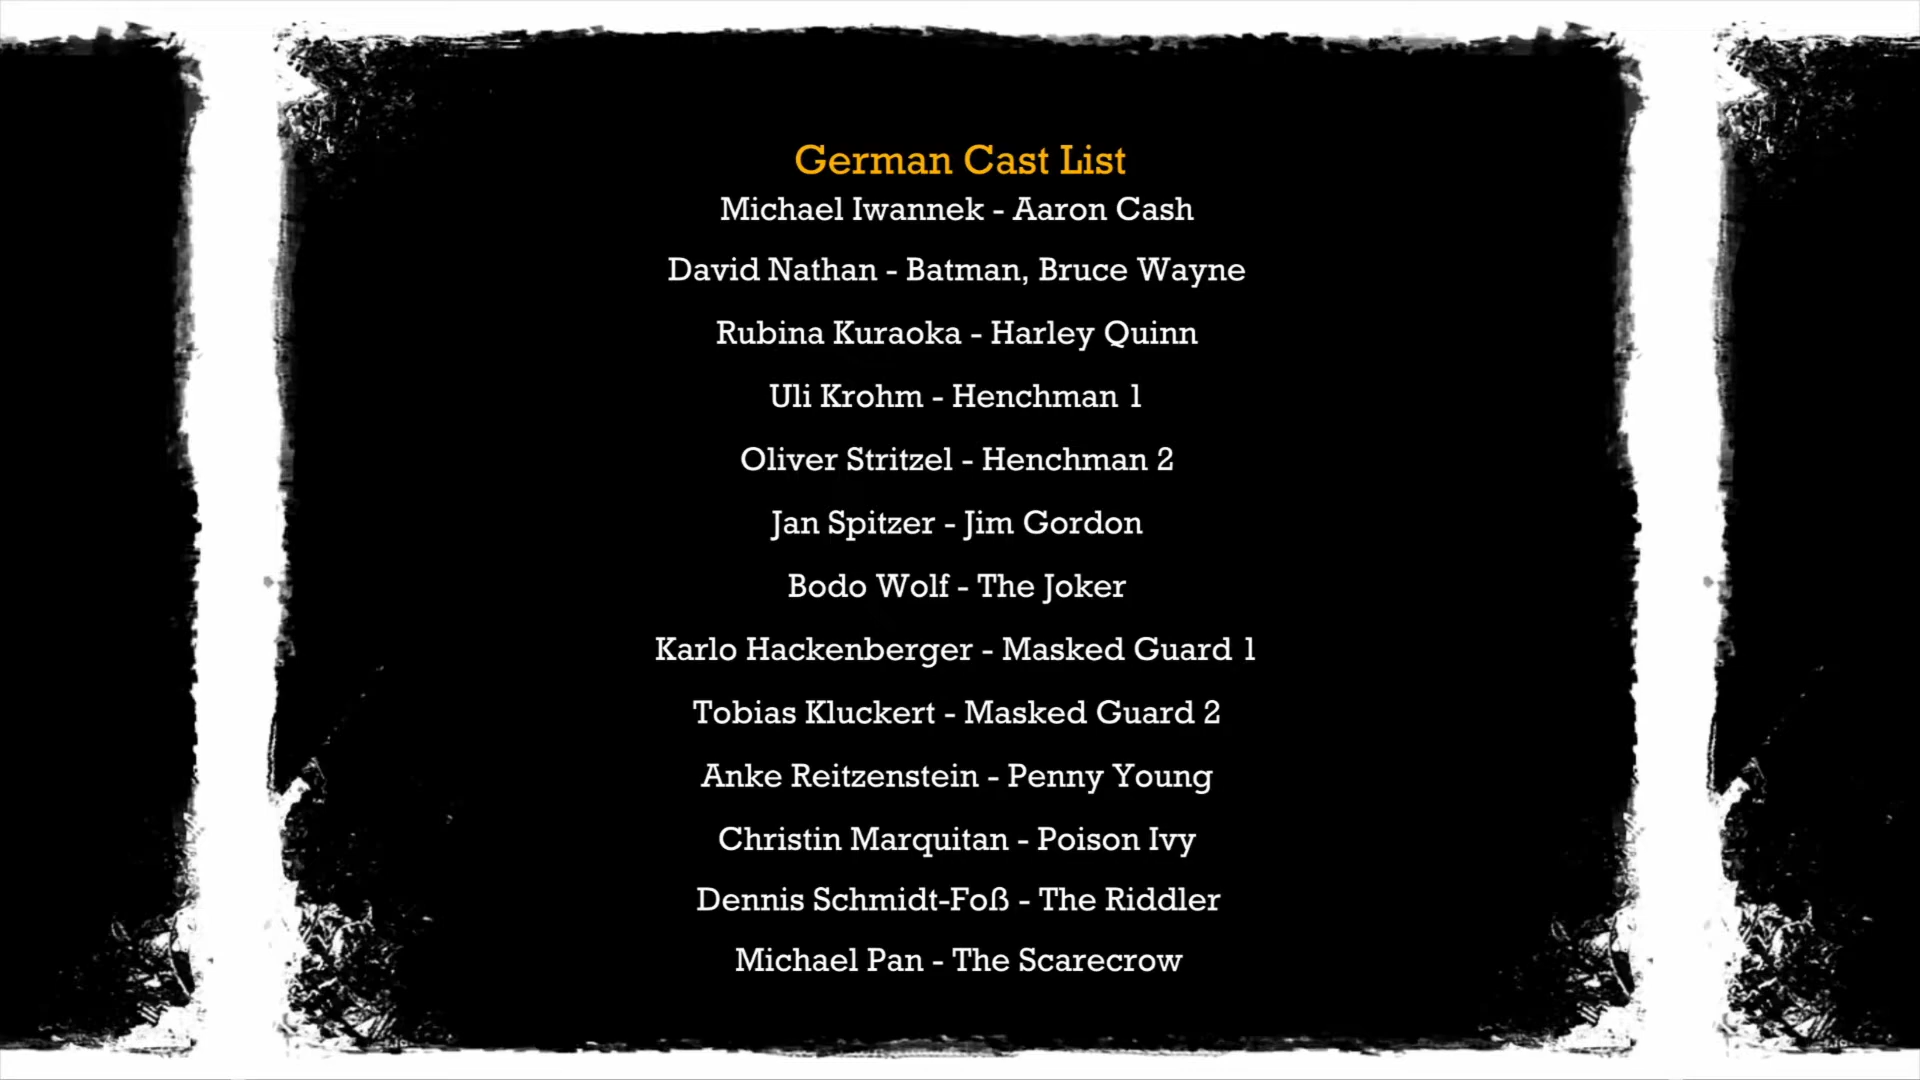 German Cast List
Michael Iwannek - Aaron Cash
David Nathan - Batman, Bruce Wayne
Rubina Kuraoka - Harley Quinn
Uli Krohm - Henchman 1
Oliver Stritzel - Henchman 2
Jan Spitzer - Jim Gordon
Bodo Wolf - The Joker
Karlo Hackenberger - Masked Guard 1
Tobias Kluckert - Masked Guard 2
Anke Reitzenstein - Penny Young
Christin Marquitan - Poison Ivy
Dennis Schmidt-Foß - The Riddler
Michael Pan - The Scarecrow